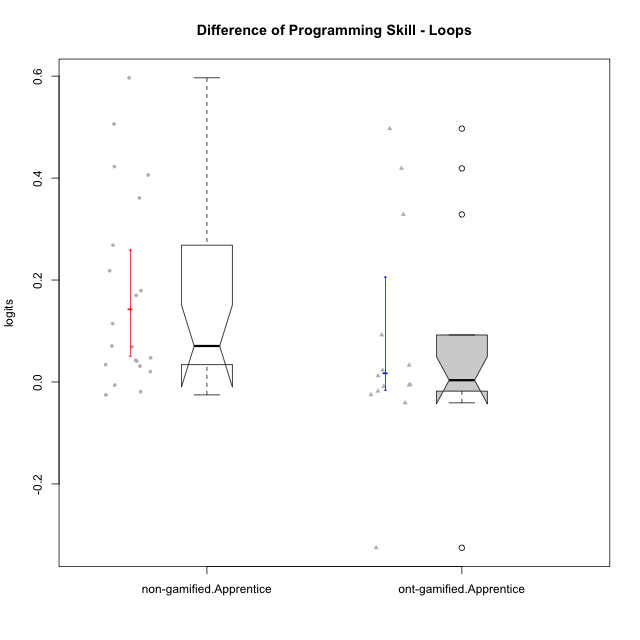 Difference of Programming Skill - Loops
logits
0.6
0.4
0.2
0.0
-0.2
non-gamified.Apprentice
ont-gamified.Apprentice